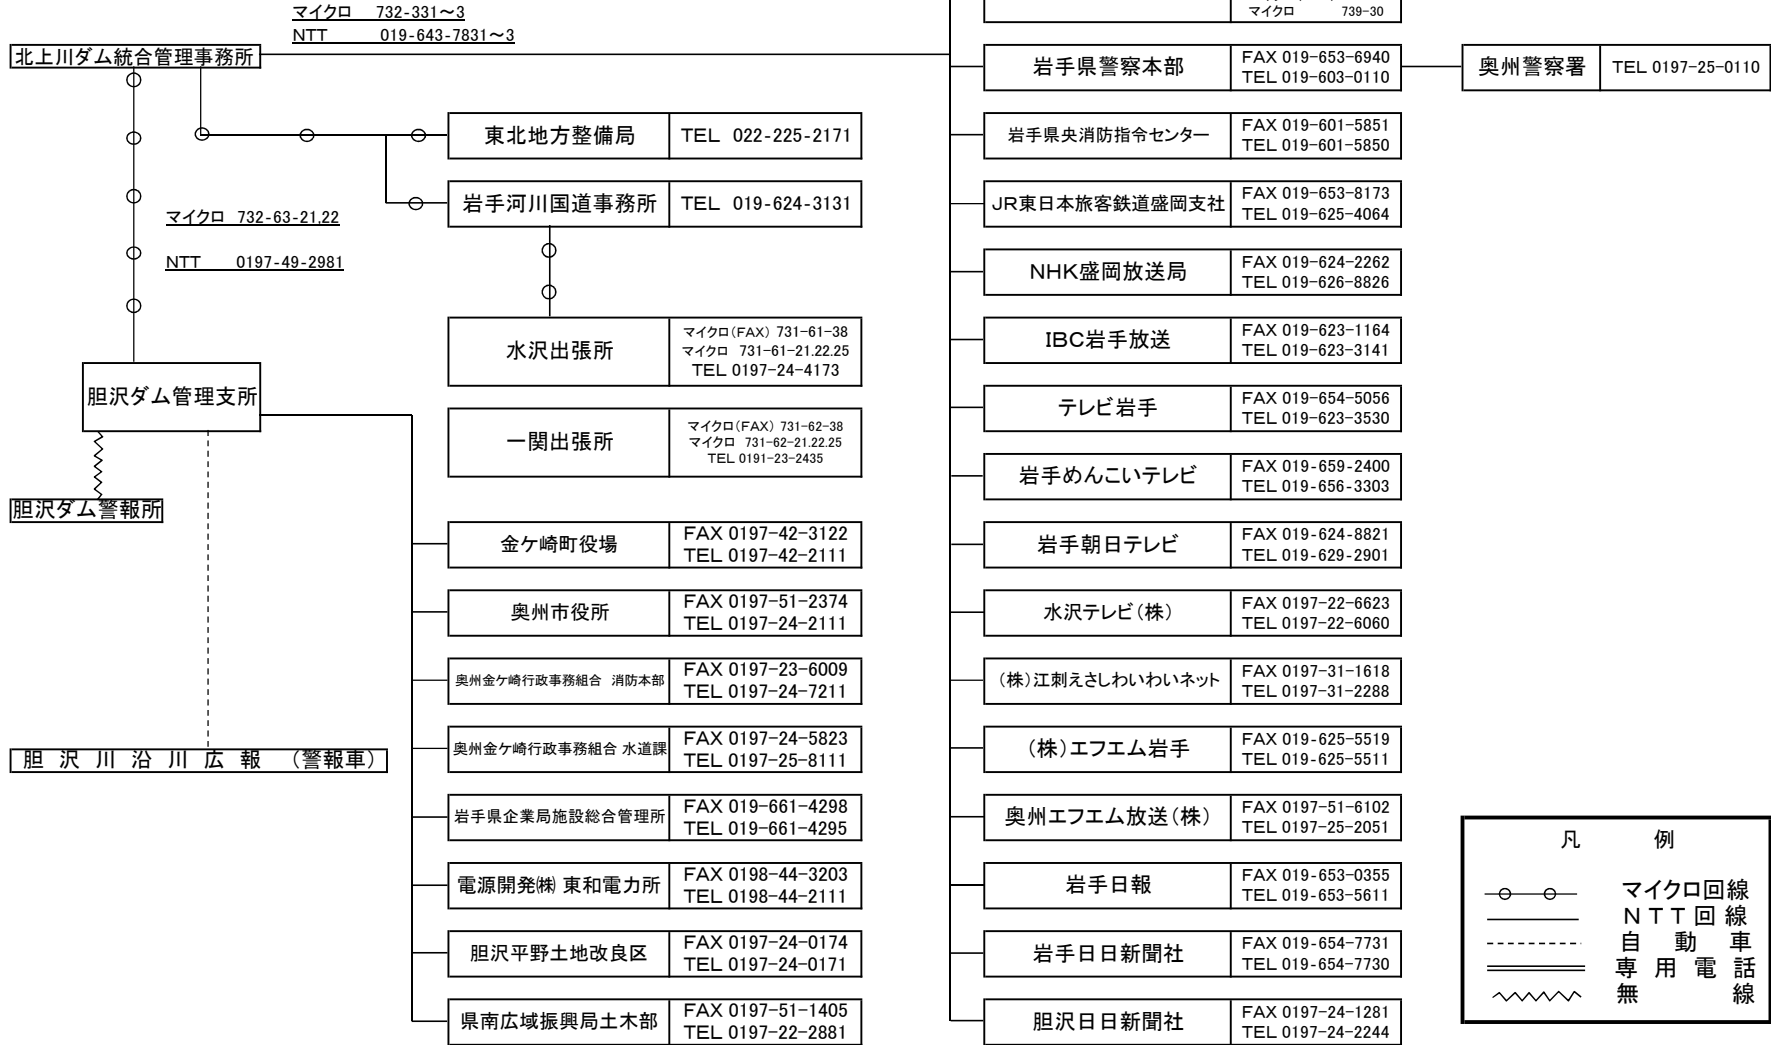 マイクロ 732-331～3
NTT 019-643-7831～3
北上川ダム統合管理事務所
東北地方整備局 TEL 022-225-2171
岩手河川国道事務所 TEL 019-624-3131
マイクロ 732-63-21,22
NTT 0197-49-2981
水沢出張所
マイクロ(FAX) 731-61-38
マイクロ 731-61-21.22.25
TEL 0197-24-4173
胆沢ダム管理支所
一関出張所
マイクロ(FAX) 731-62-38
マイクロ 731-62-21.22.25
TEL 0191-23-2435
胆沢ダム警報所
金ケ崎町役場
FAX 0197-42-3122
TEL 0197-42-2111
奥州市役所
FAX 0197-51-2374
TEL 0197-24-2111
奥州金ケ崎行政事務組合 消防本部
FAX 0197-23-6009
TEL 0197-24-7211
奥州金ケ崎行政事務組合 水道課
FAX 0197-24-5823
TEL 0197-25-8111
胆沢川沿川広報 （警報車）
岩手県企業局施設総合管理所
FAX 019-661-4298
TEL 019-661-4295
電源開発㈱ 東和電力所
FAX 0198-44-3203
TEL 0198-44-2111
胆沢平野土地改良区
FAX 0197-24-0174
TEL 0197-24-0171
県南広域振興局土木部
FAX 0197-51-1405
TEL 0197-22-2881
マイクロ 739-30
岩手県警察本部
FAX 019-653-6940
TEL 019-603-0110
奥州警察署 TEL 0197-25-0110
岩手県央消防指令センター
FAX 019-601-5851
TEL 019-601-5850
JR東日本旅客鉄道盛岡支社
FAX 019-653-8173
TEL 019-625-4064
NHK盛岡放送局
FAX 019-624-2262
TEL 019-626-8826
IBC岩手放送
FAX 019-623-1164
TEL 019-623-3141
テレビ岩手
FAX 019-654-5056
TEL 019-623-3530
岩手めんこいテレビ
FAX 019-659-2400
TEL 019-656-3303
岩手朝日テレビ
FAX 019-624-8821
TEL 019-629-2901
水沢テレビ（株）
FAX 0197-22-6623
TEL 0197-22-6060
（株）江刺えさしわいわいネット
FAX 0197-31-1618
TEL 0197-31-2288
（株）エフエム岩手
FAX 019-625-5519
TEL 019-625-5511
奥州エフエム放送（株）
FAX 0197-51-6102
TEL 0197-25-2051
岩手日報
FAX 019-653-0355
TEL 019-653-5611
岩手日日新聞社
FAX 019-654-7731
TEL 019-654-7730
胆沢日日新聞社
FAX 0197-24-1281
TEL 0197-24-2244
凡 例
マイクロ回線
ＮＴＴ回線
自動車
専用電話
無線